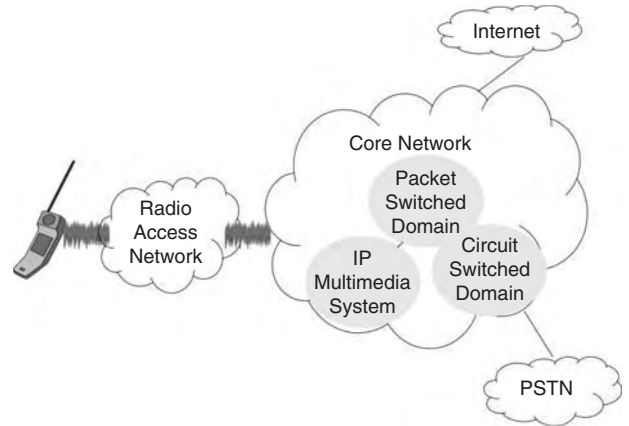 Internet
Core Network
Packet
Switched
Domain
Radio
Access
Network
IP
Multimedia
System
Circuit
Switched
Domain
PSTN